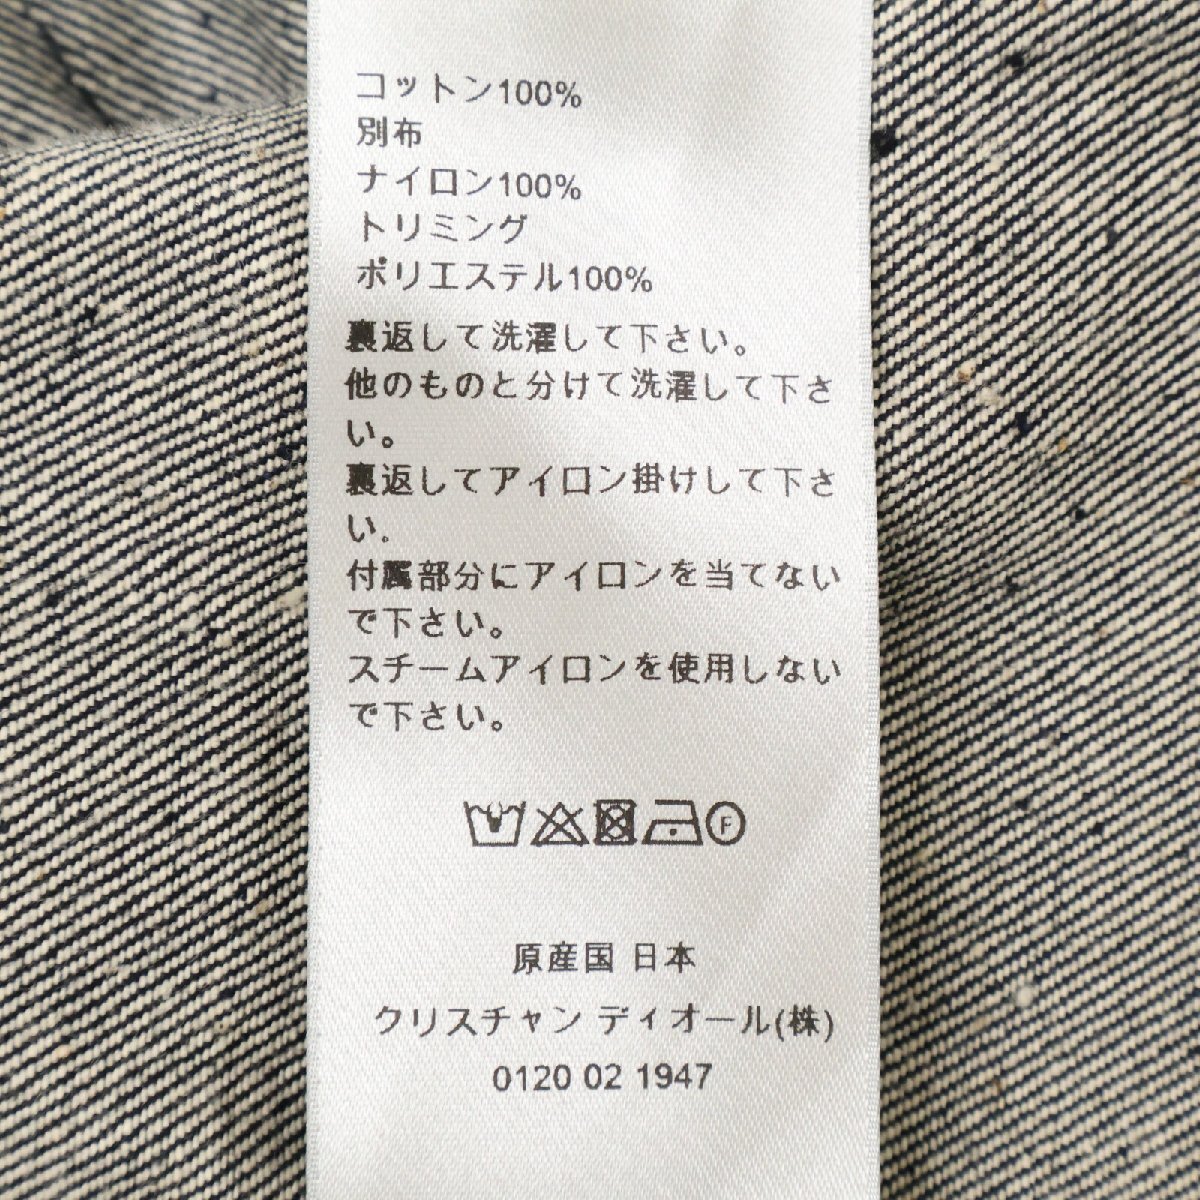 コットン100%
別布
ナイロン100%
トリミング
ポリエステル100%
裏返して洗濯して下さい。
他のものと分けて洗濯して下さ
い。
裏返してアイロン掛けして下さ
い。
付属部分にアイロンを当てない
で下さい。
スチームアイロンを使用しない
で下さい。
F
原産国 日本
クリスチャン ディオール(株)
0120 02 1947